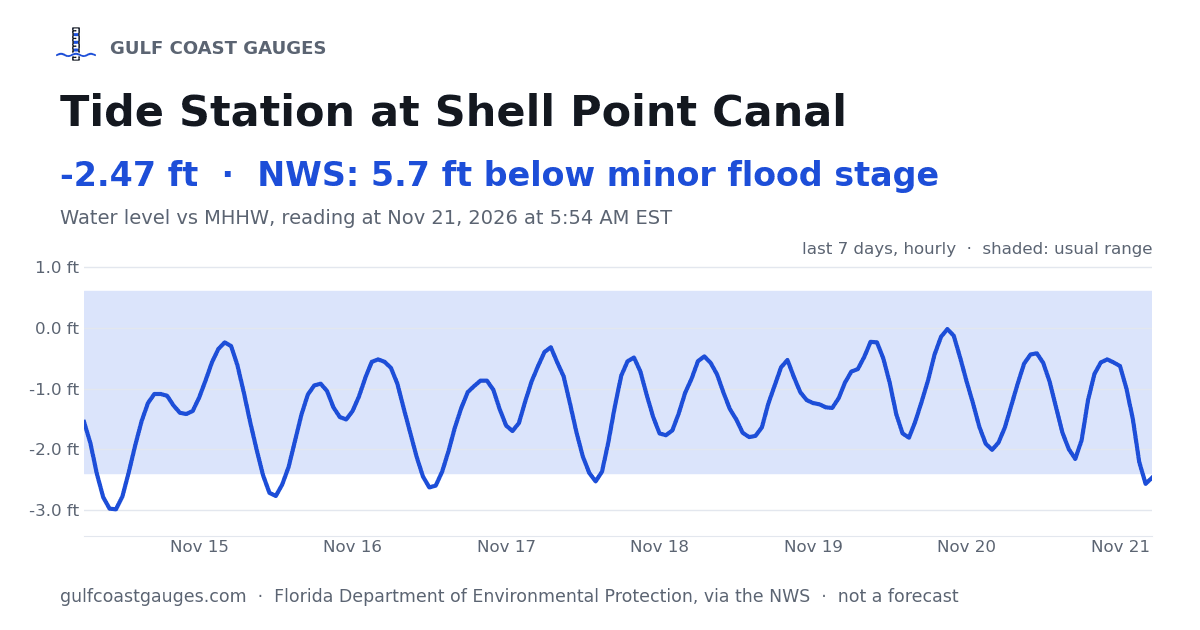 GULF COAST GAUGES
Tide Station at Shell Point Canal
-2.47 ft · NWS: 5.7 ft below minor flood stage
Water level vs MHHW, reading at Nov 21, 2026 at 5:54 AM EST
last 7 days, hourly · shaded: usual range
1.0 ft
0.0 ft
-1.0 ft
-2.0 ft
-3.0 ft
Nov 15 Nov 16 Nov 17 Nov 18 Nov 19 Nov 20 Nov 21
gulfcoastgauges.com · Florida Department of Environmental Protection, via the NWS · not a forecast